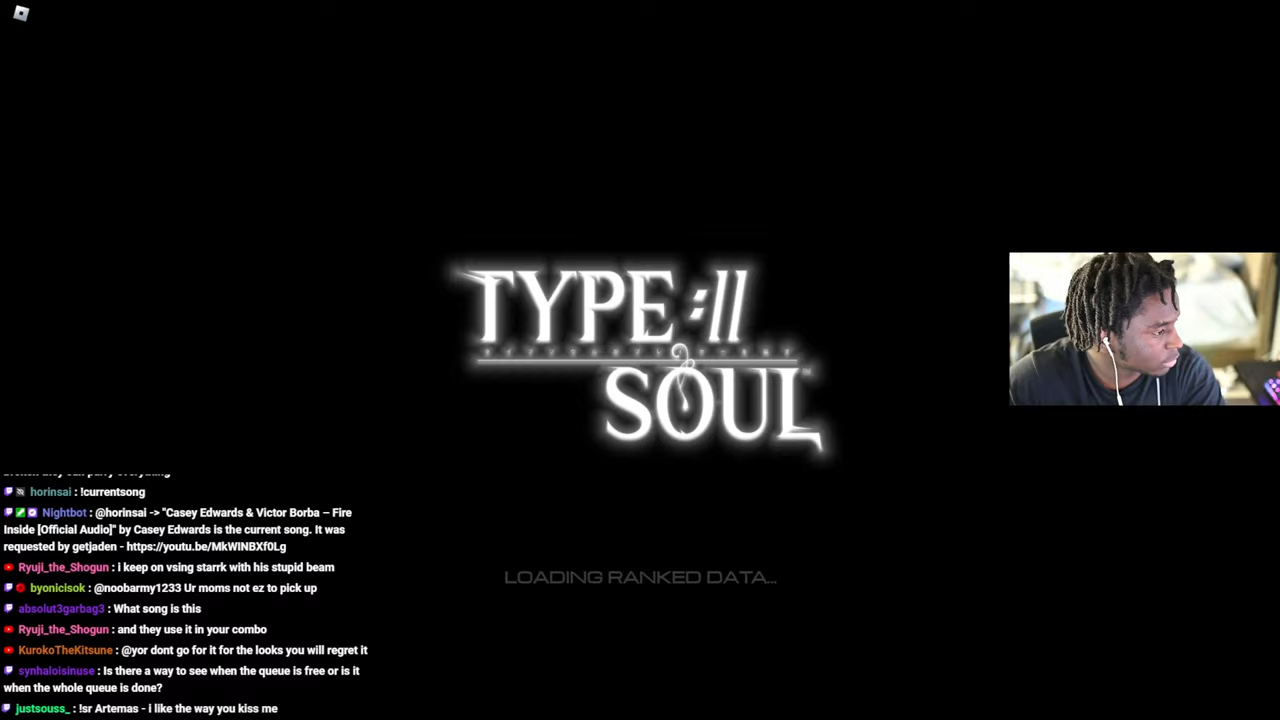 TYPE://
SOUL™
LOADING RANKED DATA...
horinsai : !currentsong
Nightbot : @horinsai -> "Casey Edwards & Victor Borba – Fire
Inside [Official Audio]" by Casey Edwards is the current song. It was
requested by getjaden - https://youtu.be/MkWlNBXf0Lg
Ryuji_the_Shogun : i keep on vsing starrk with his stupid beam
byonicisok : @noobarmy1233 Ur moms not ez to pick up
absolut3garbag3 : What song is this
Ryuji_the_Shogun : and they use it in your combo
KurokoTheKitsune : @yor dont go for it for the looks you will regret it
synhaloisinuse : Is there a way to see when the queue is free or is it
when the whole queue is done?
justsouss_ : !sr Artemas - i like the way you kiss me